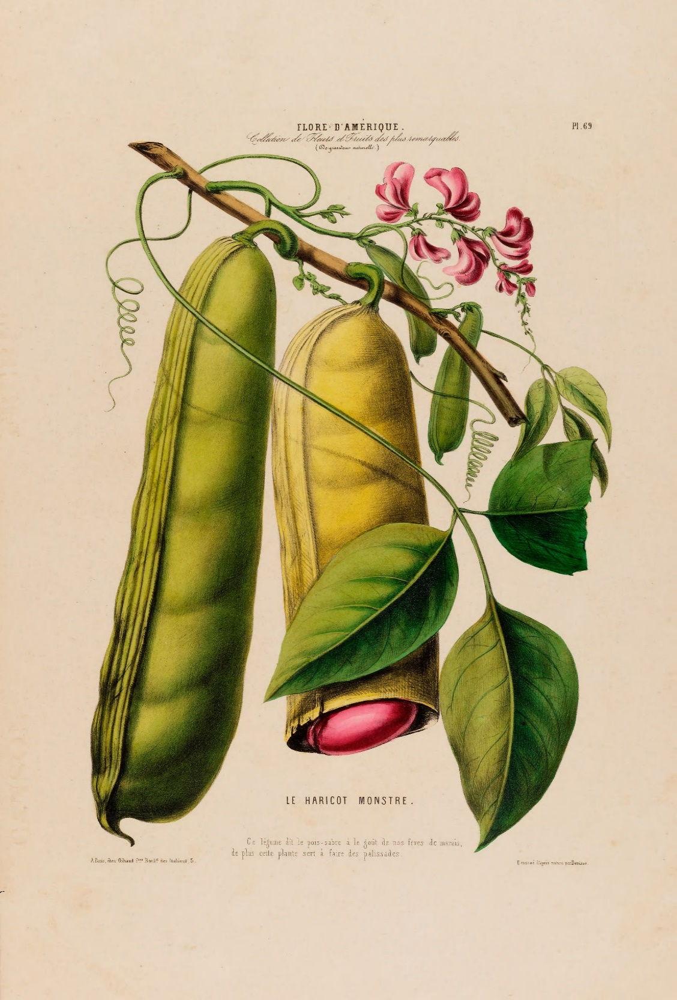 FLORE D'AMÉRIQUE.
Pl. 69
Collection de Fleurs et Fruits des plus remarquables.
(De grandeur naturelle.)
LE HARICOT MONSTRE.
Ce légume dit le pois-sabre à le goût de nos fèves de marais,
de plus cette plante sert à faire des palissades.
A Paris, chez Gihaut Fres Boulᵈ des Italiens, 5.
Dessiné d'après nature par Denisse.